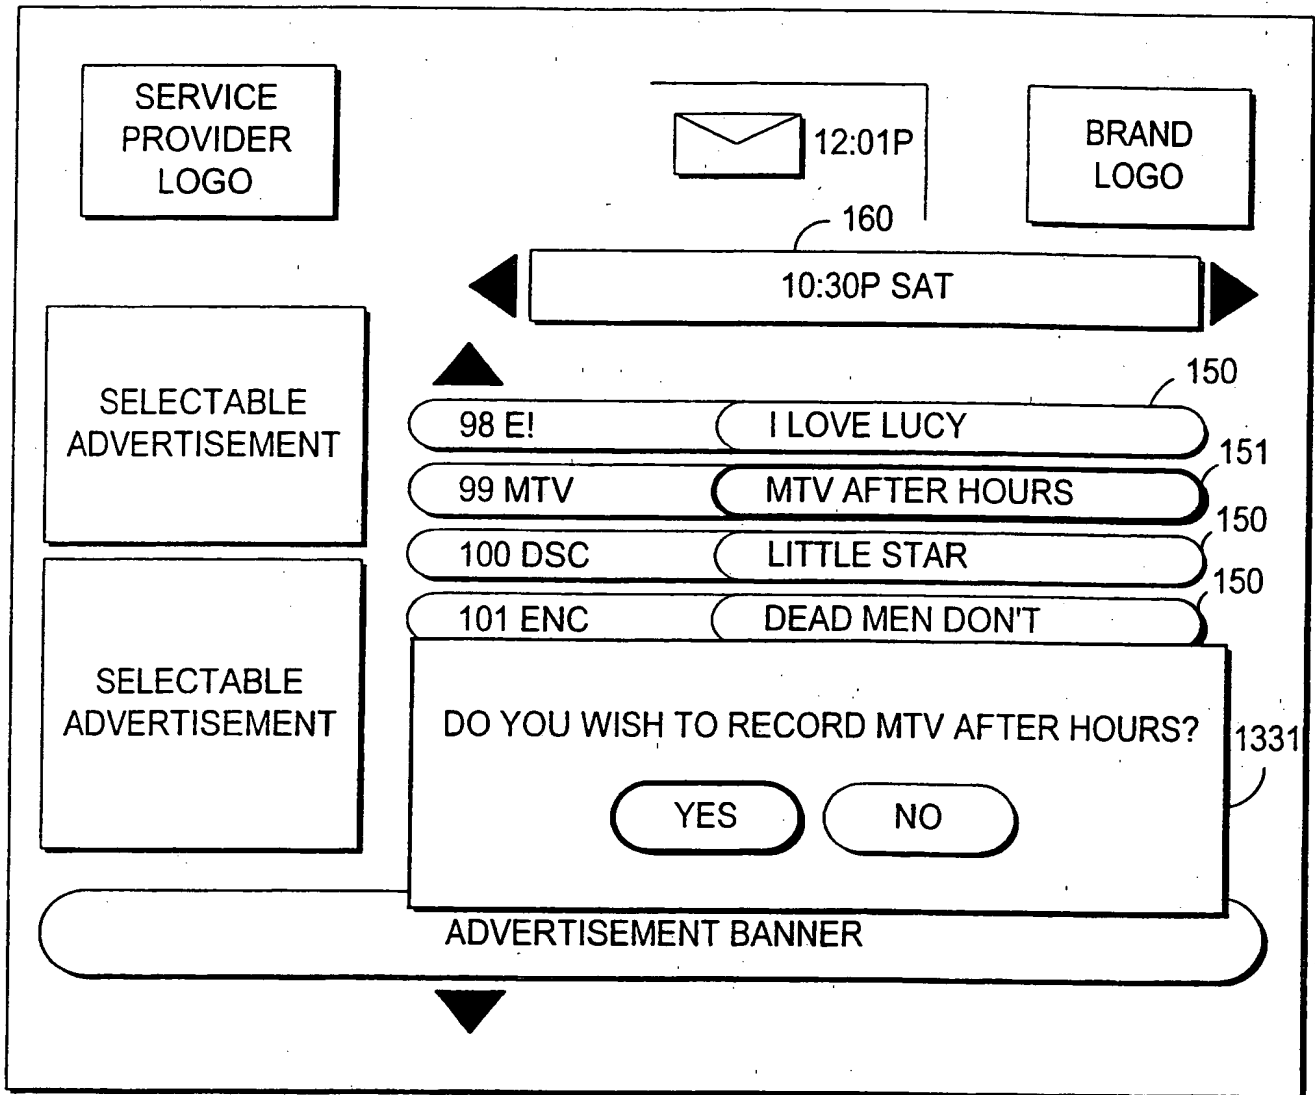 SERVICE
PROVIDER
LOGO
12:01P
BRAND
LOGO
160
10:30P SAT
SELECTABLE
ADVERTISEMENT
150
98 E! I LOVE LUCY
151
99 MTV MTV AFTER HOURS
150
100 DSC LITTLE STAR
150
101 ENC DEAD MEN DON'T
SELECTABLE
ADVERTISEMENT
DO YOU WISH TO RECORD MTV AFTER HOURS?
1331
YES NO
ADVERTISEMENT BANNER